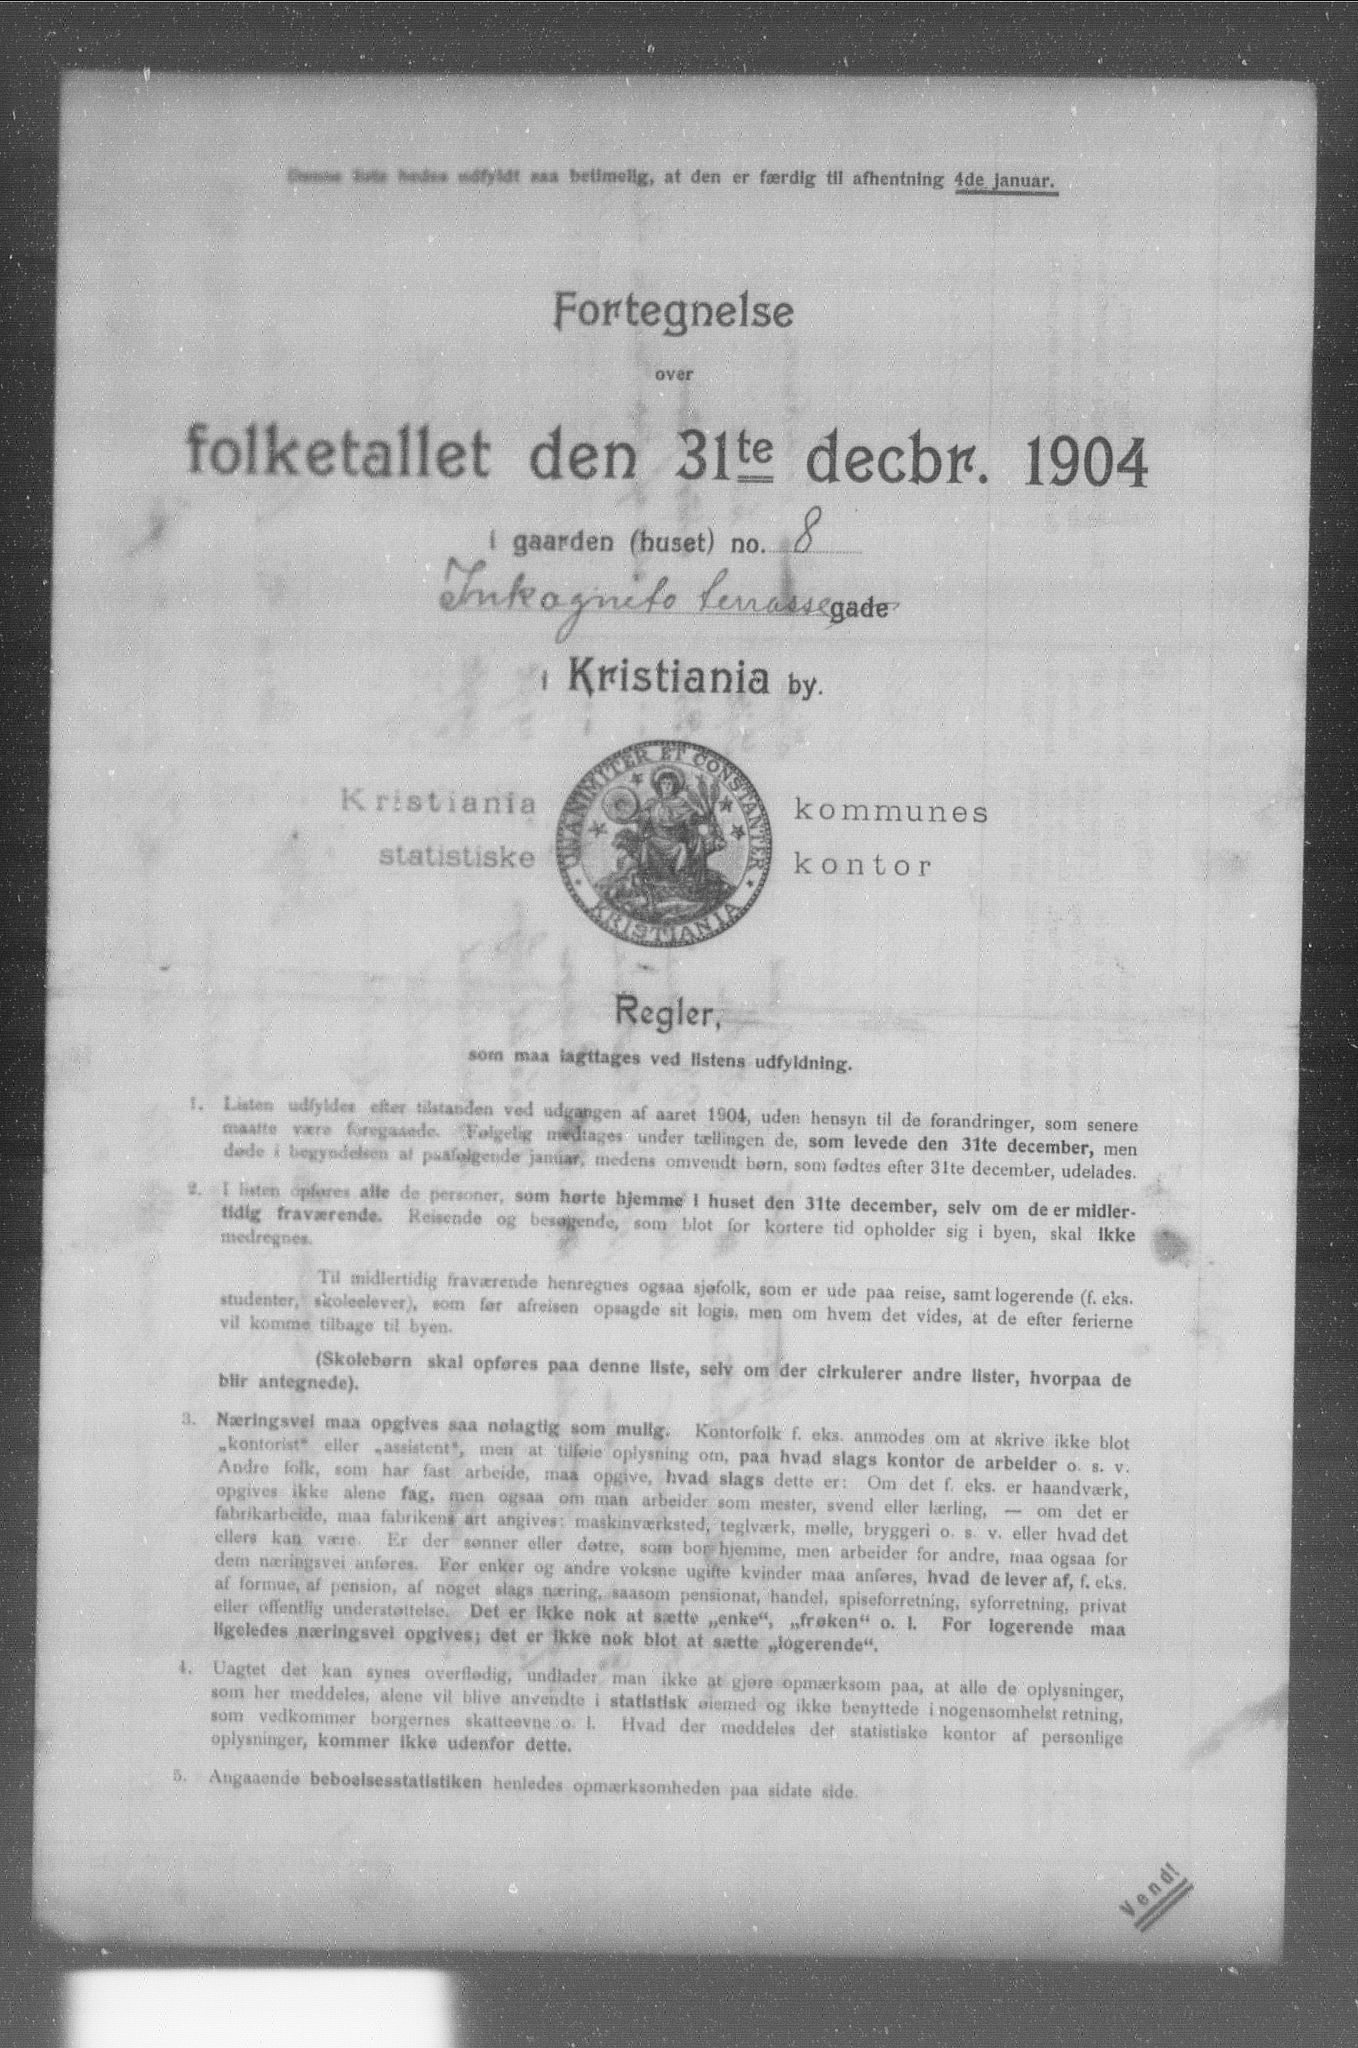 Denne liste bedes udfyldt saa betimelig, at den er færdig til afhentning 4de januar.
Fortegnelse
over
folketallet den 31te decbr. 1904
i gaarden (huset) no. 8
Inkognito terrasse gade
i Kristiania by.
Kristiania kommunes
statistiske kontor
UNANIMITER ET CONSTANTER
KRISTIANIA
Regler,
som maa iagttages ved listens udfyldning.
1. Listen udfyldes efter tilstanden ved udgangen af aaret 1904, uden hensyn til de forandringer, som senere
maatte være foregaaede. Følgelig medtages under tællingen de, som levede den 31te december, men
døde i begyndelsen af paafølgende januar, medens omvendt børn, som fødtes efter 31te december, udelades.
2. I listen opføres alle de personer, som hørte hjemme i huset den 31te december, selv om de er midler-
tidig fraværende. Reisende og besøgende, som blot for kortere tid opholder sig i byen, skal ikke
medregnes.
Til midlertidig fraværende henregnes ogsaa sjøfolk, som er ude paa reise, samt logerende (f. eks.
studenter, skoleelever), som før afreisen opsagde sit logis, men om hvem det vides, at de efter ferierne
vil komme tilbage til byen.
(Skolebørn skal opføres paa denne liste, selv om der cirkulerer andre lister, hvorpaa de
blir antegnede).
3. Næringsvei maa opgives saa nøiagtig som mulig. Kontorfolk f. eks. anmodes om at skrive ikke blot
„kontorist“ eller „assistent“, men at tilføie oplysning om, paa hvad slags kontor de arbeider o. s. v.
Andre folk, som har fast arbeide, maa opgive, hvad slags dette er: Om det f. eks. er haandværk,
opgives ikke alene fag, men ogsaa om man arbeider som mester, svend eller lærling, — om det er
fabrikarbeide, maa fabrikens art angives: maskinværksted, teglværk, mølle, bryggeri o. s. v. eller hvad det
ellers kan være. Er der sønner eller døtre, som bor hjemme, men arbeider for andre, maa ogsaa for
dem næringsvei anføres. For enker og andre voksne ugifte kvinder maa anføres, hvad de lever af, f. eks.
af formue, af pension, af noget slags næring, saasom pensionat, handel, spiseforretning, syforretning, privat
eller offentlig understøttelse. Det er ikke nok at sætte „enke“, „frøken“ o. l. For logerende maa
ligeledes næringsvei opgives; det er ikke nok blot at sætte „logerende“.
4. Uagtet det kan synes overflødig, undlader man ikke at gjøre opmærksom paa, at alle de oplysninger,
som her meddeles, alene vil blive anvendte i statistisk øiemed og ikke benyttede i nogensomhelst retning,
som vedkommer borgernes skatteevne o. l. Hvad der meddeles det statistiske kontor af personlige
oplysninger, kommer ikke udenfor dette.
5. Angaaende beboelsesstatistiken henledes opmærksomheden paa sidste side.
Vend!